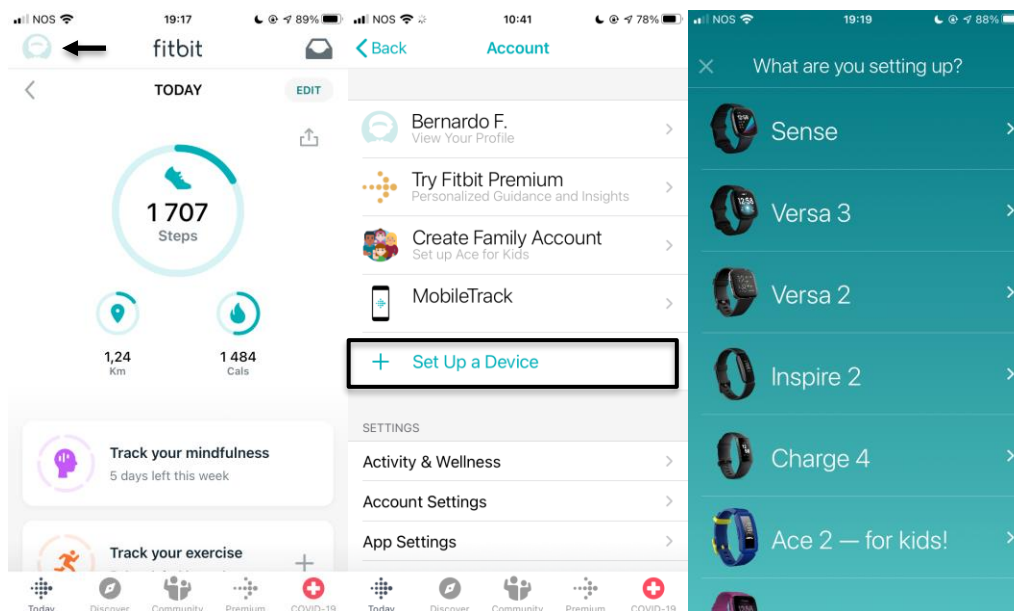 NOS
19:17
89%
fitbit
TODAY
EDIT
1 707
Steps
1,24
Km
1 484
Cals
Track your mindfulness
5 days left this week
Track your exercise
Today
Discover
Community
Premium
COVID-19
NOS
10:41
78%
Back
Account
Bernardo F.
View Your Profile
Try Fitbit Premium
Personalized Guidance and Insights
Create Family Account
Set up Ace for Kids
MobileTrack
+ Set Up a Device
SETTINGS
Activity & Wellness
Account Settings
App Settings
Today
Discover
Community
Premium
COVID-19
NOS
19:19
88%
What are you setting up?
Sense
Versa 3
Versa 2
Inspire 2
Charge 4
Ace 2 — for kids!